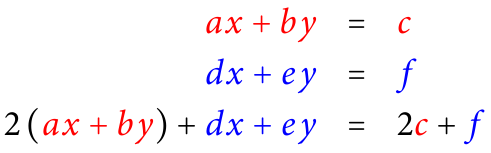 ax + by = c
dx + ey = f
2(ax + by) + dx + ey = 2c + f